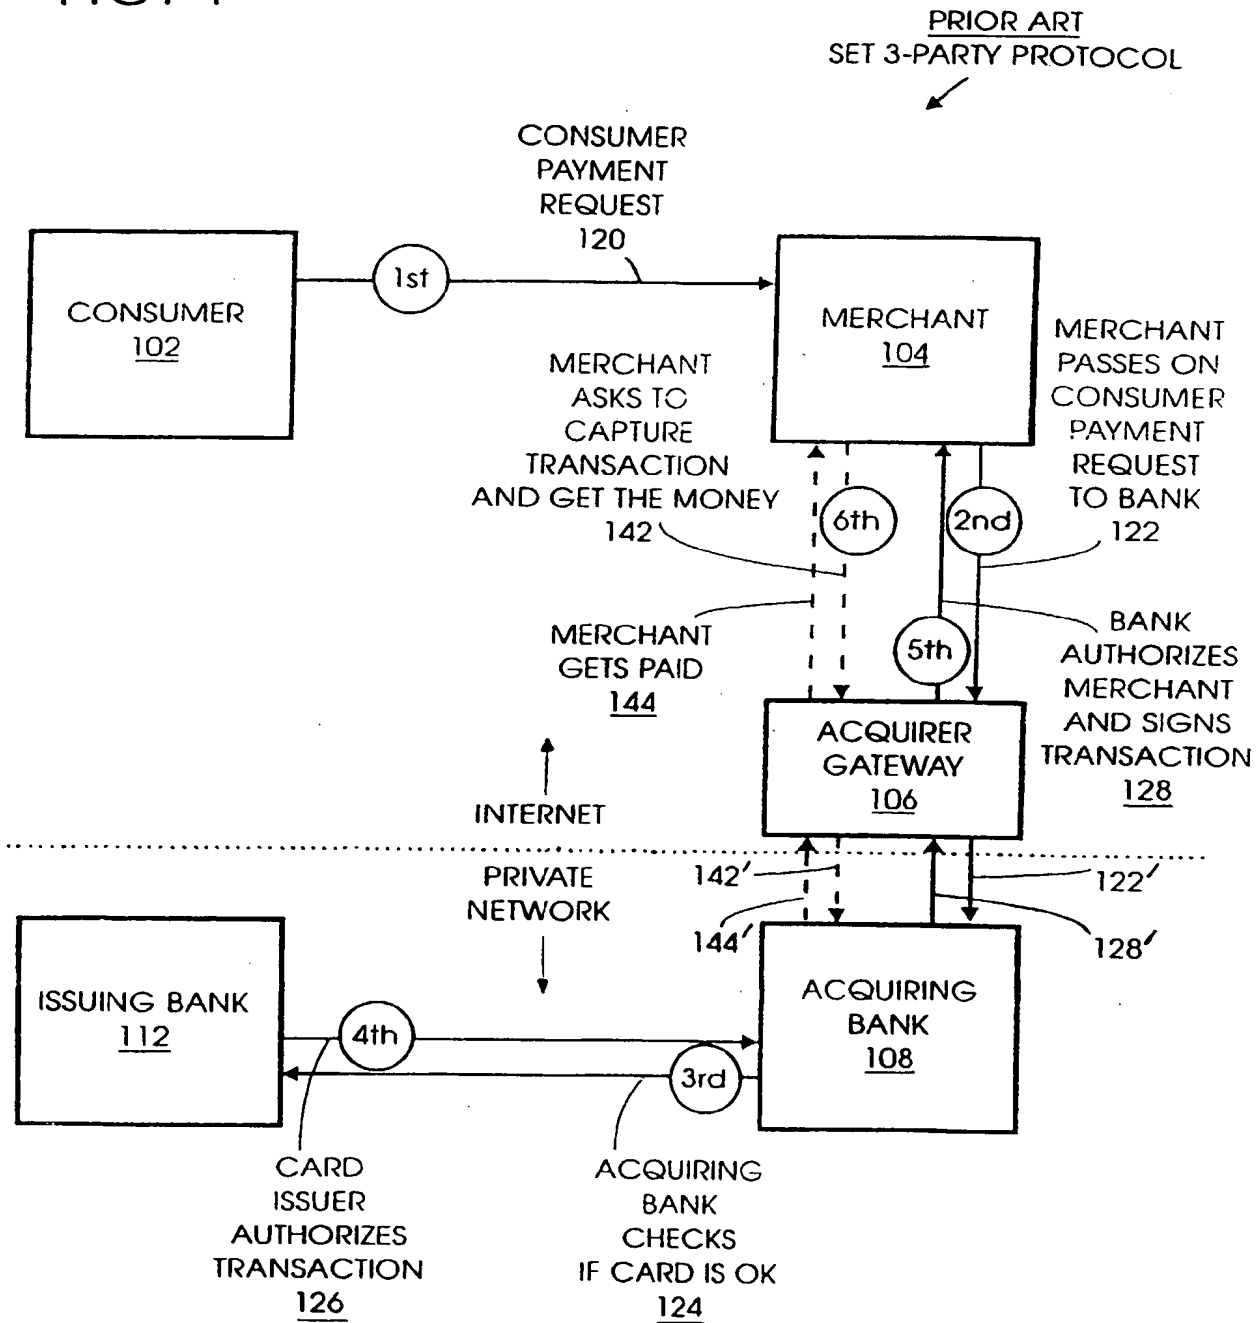 PRIOR ART
SET 3-PARTY PROTOCOL
CONSUMER
PAYMENT
REQUEST
120
1st
CONSUMER
102
MERCHANT
104
MERCHANT
PASSES ON
CONSUMER
PAYMENT
REQUEST
TO BANK
122
MERCHANT
ASKS TO
CAPTURE
TRANSACTION
AND GET THE MONEY
142
6th
2nd
MERCHANT
GETS PAID
144
5th
BANK
AUTHORIZES
MERCHANT
AND SIGNS
TRANSACTION
128
ACQUIRER
GATEWAY
106
INTERNET
PRIVATE
NETWORK
142'
144'
122'
128'
ISSUING BANK
112
4th
3rd
ACQUIRING
BANK
108
CARD
ISSUER
AUTHORIZES
TRANSACTION
126
ACQUIRING
BANK
CHECKS
IF CARD IS OK
124